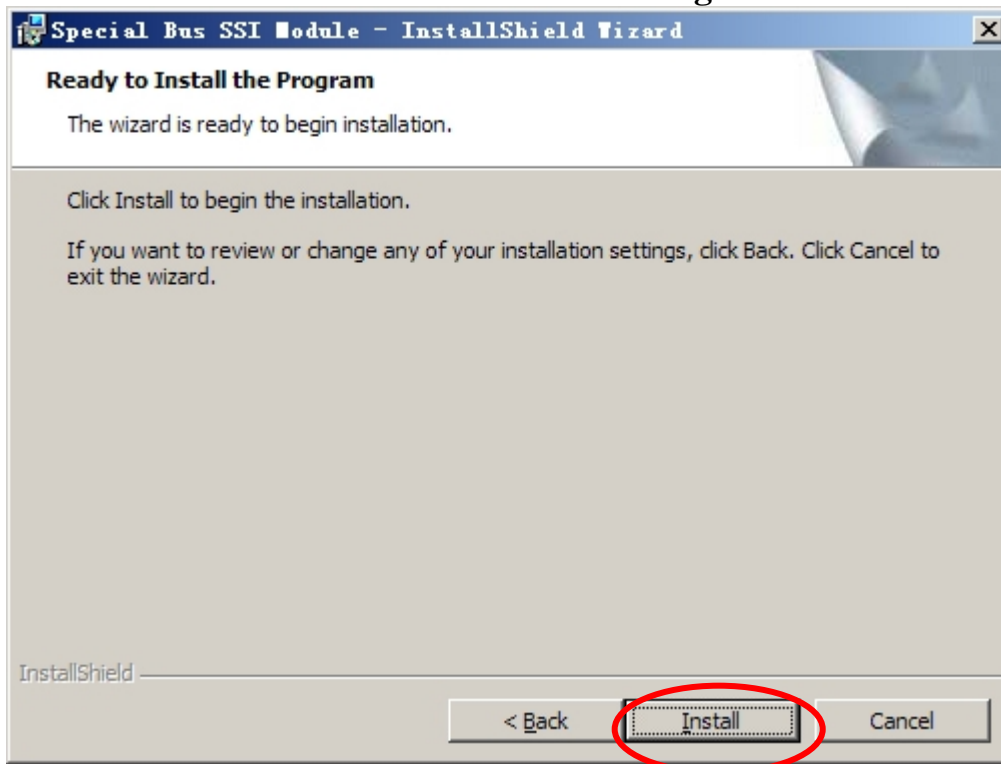 Special Bus SSI Module - InstallShield Wizard
Ready to Install the Program
The wizard is ready to begin installation.
Click Install to begin the installation.
If you want to review or change any of your installation settings, click Back. Click Cancel to
exit the wizard.
InstallShield
< Back Install Cancel